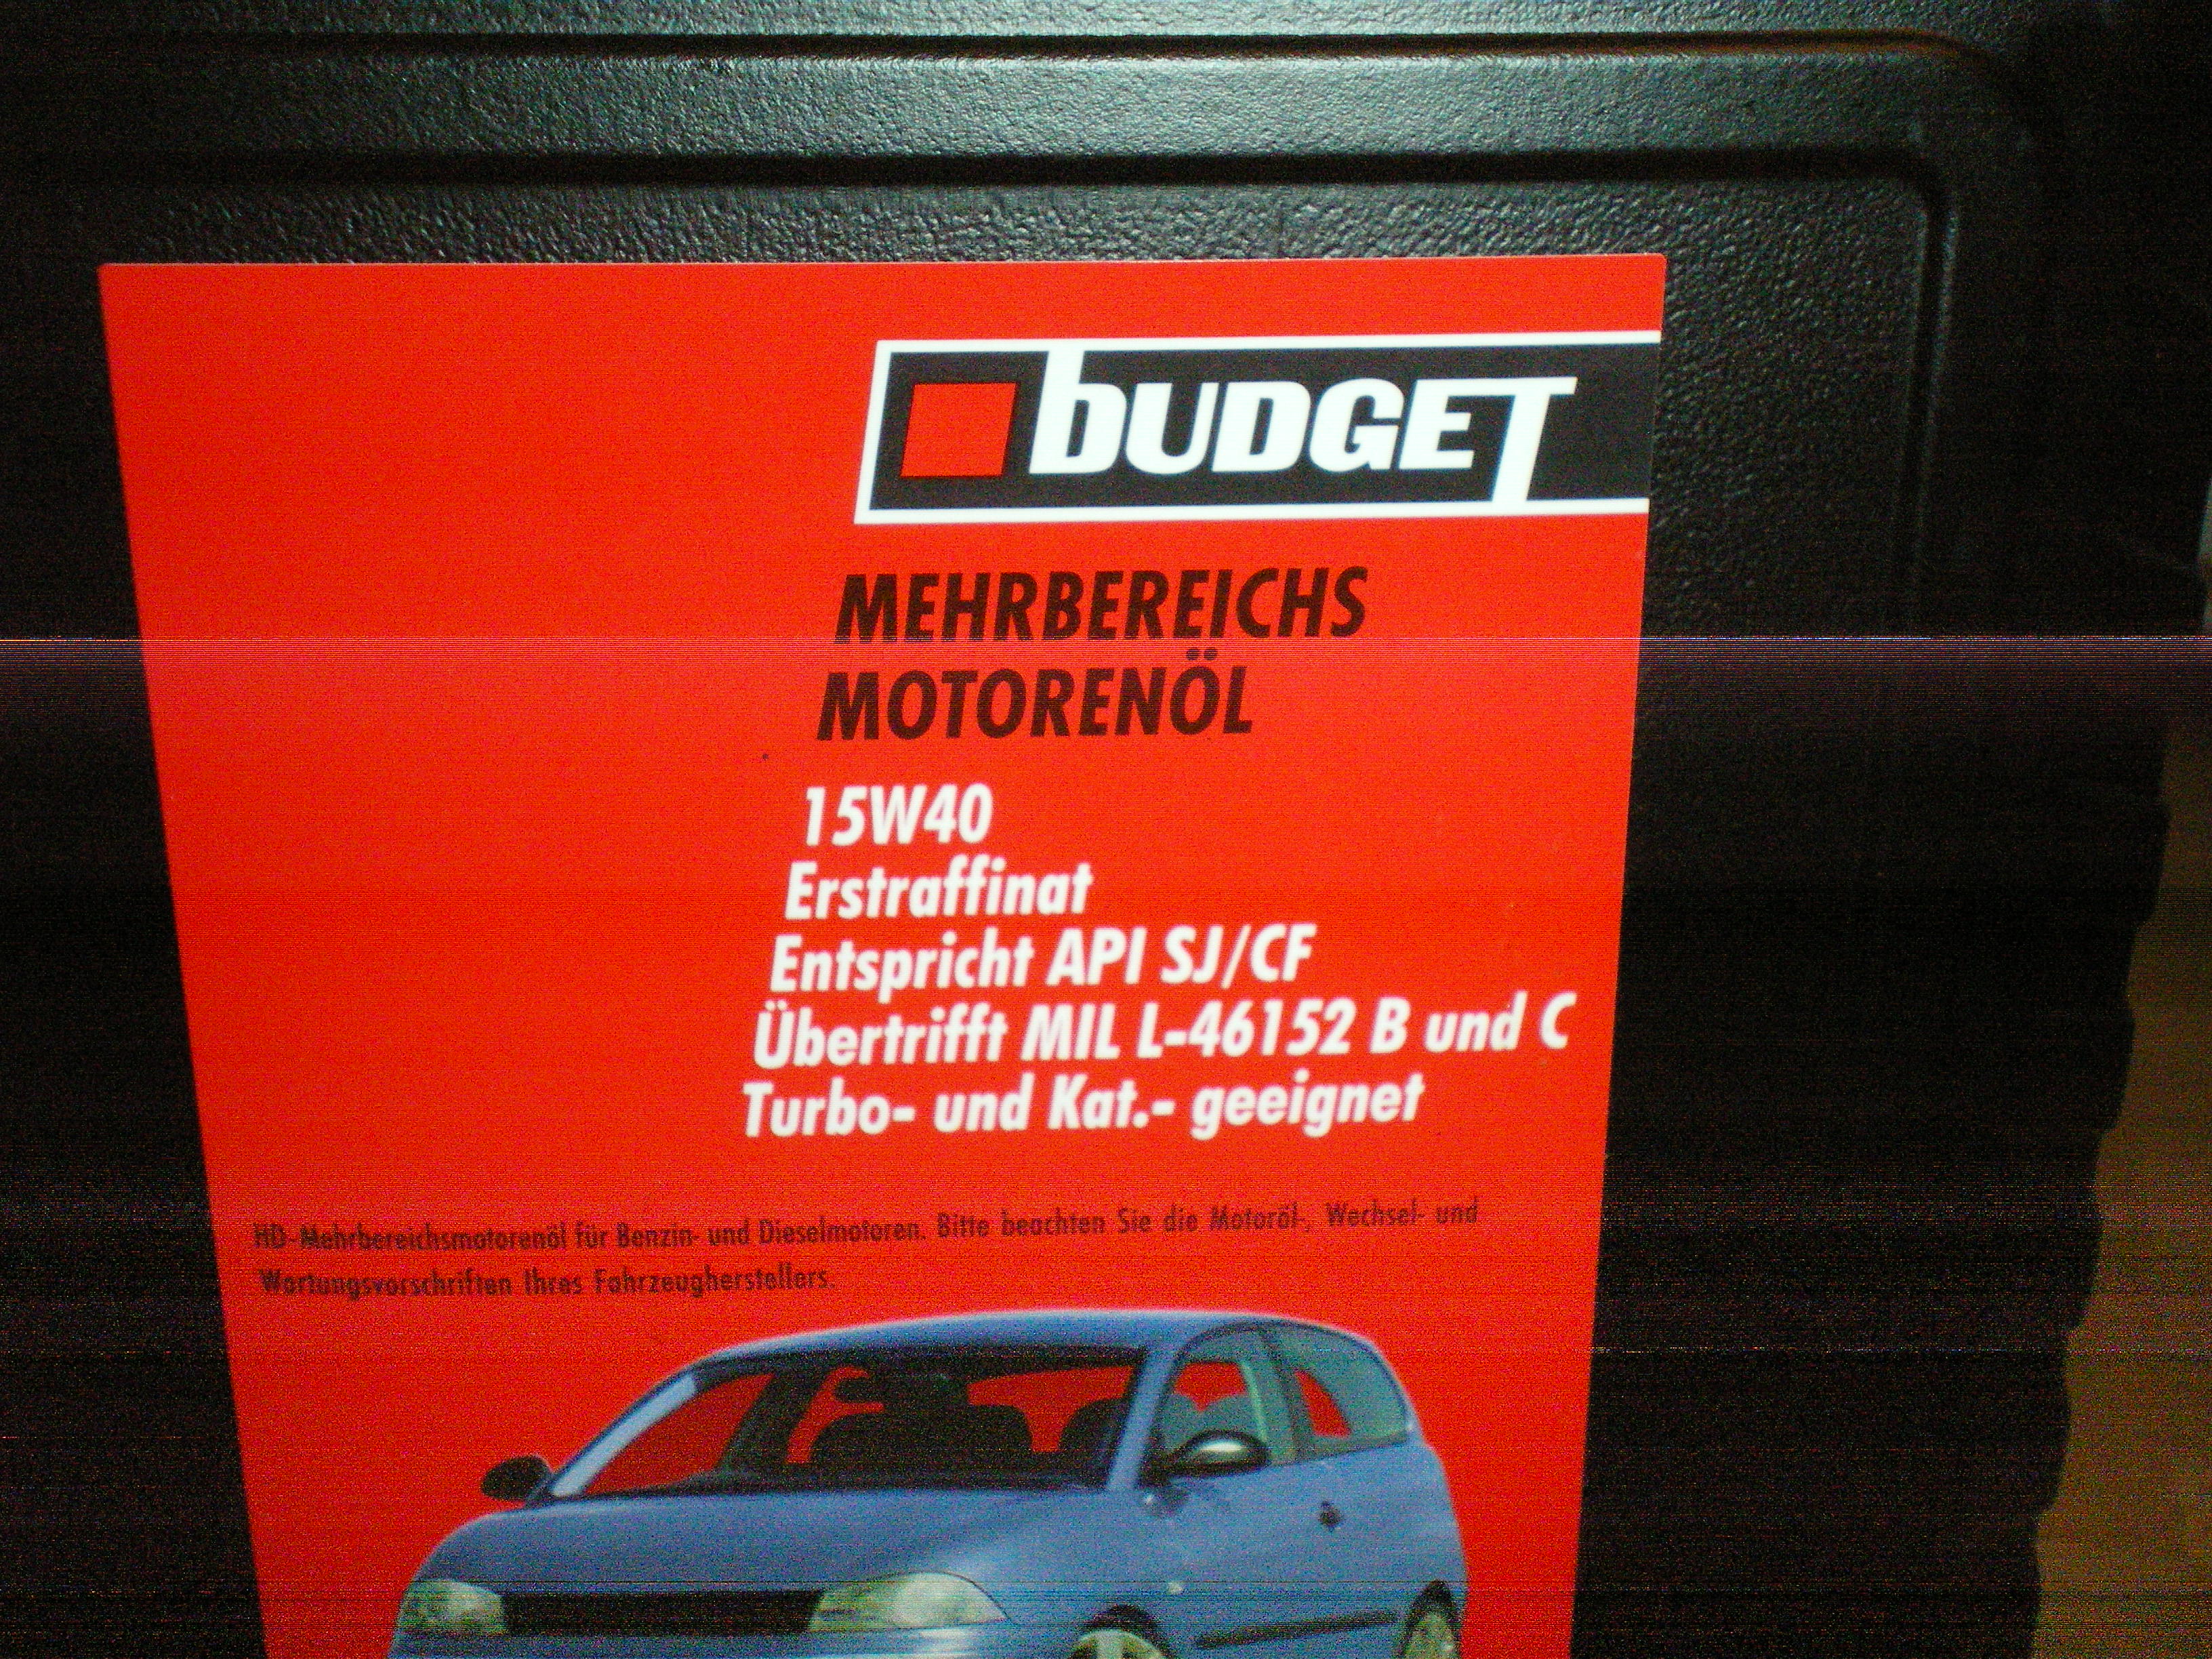 bUDGET
MEHRBEREICHS
MOTORENÖL
15W40
Erstraffinat
Entspricht API SJ/CF
Übertrifft MIL L-46152 B und C
Turbo- und Kat.- geeignet
HD-Mehrbereichsmotorenöl für Benzin- und Dieselmotoren. Bitte beachten Sie die Motoröl-, Wechsel- und
Wartungsvorschriften Ihres Fahrzeugherstellers.